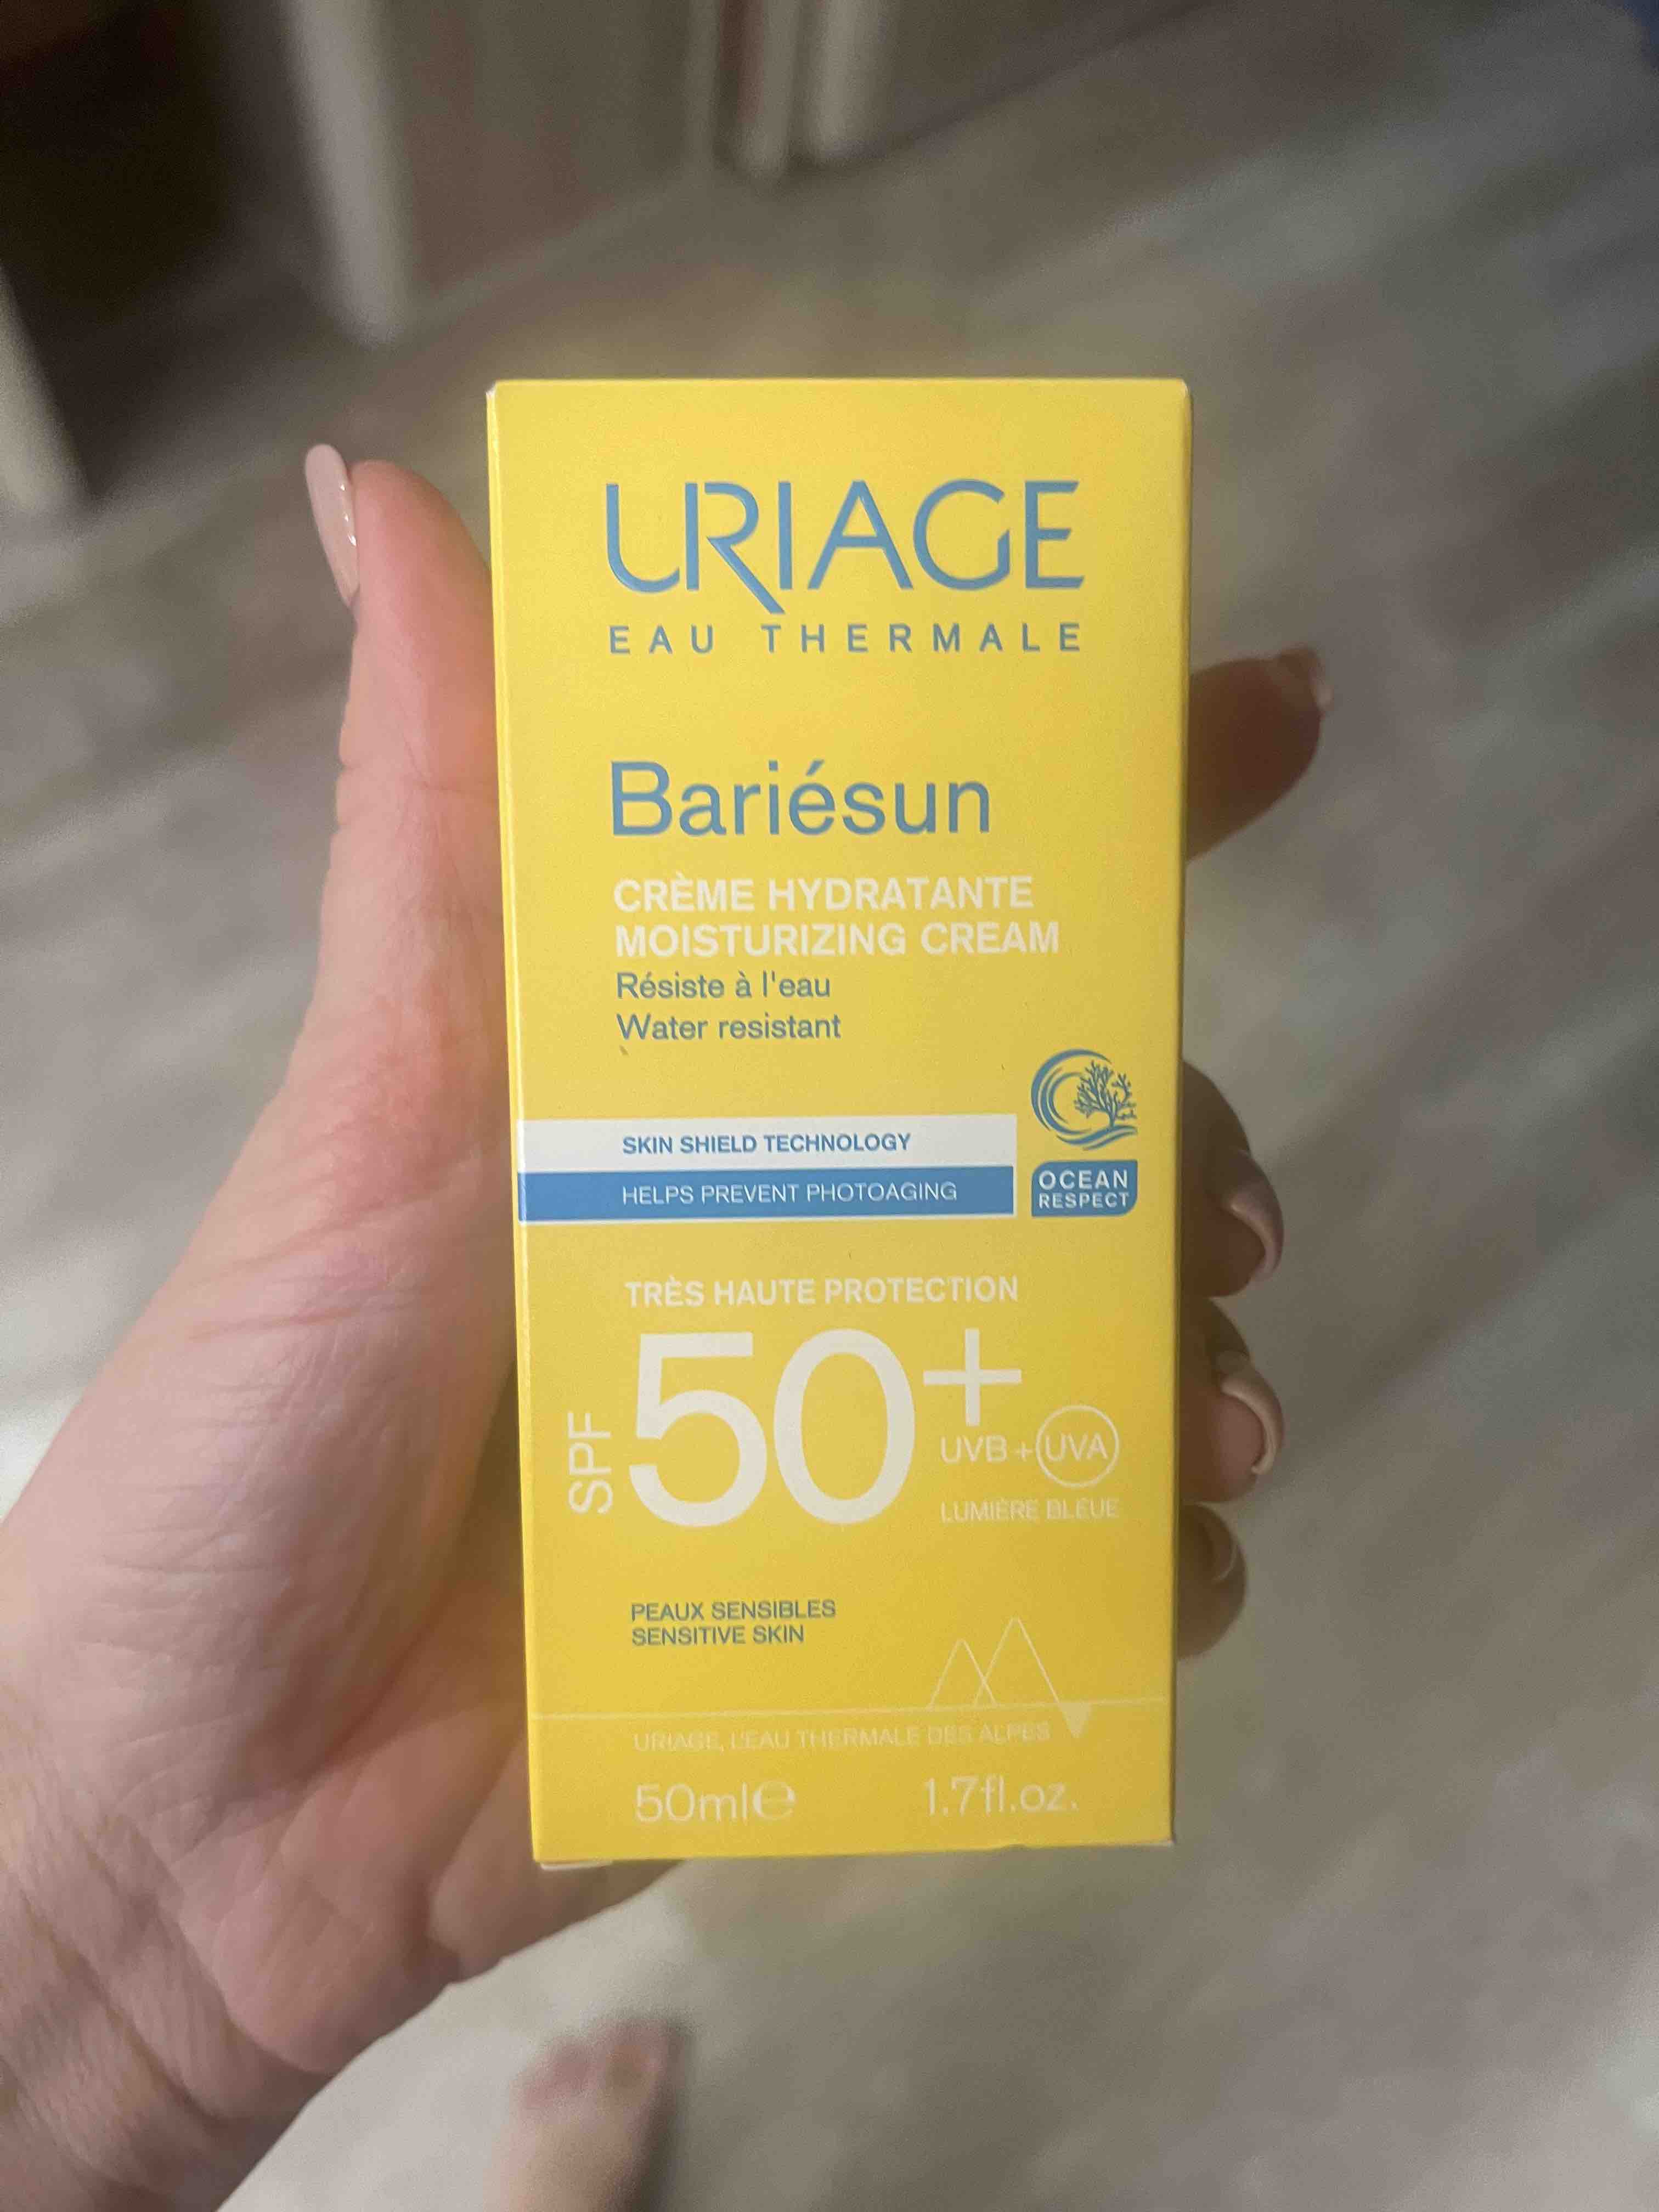 URIAGE
EAU THERMALE
Bariésun
CRÈME HYDRATANTE
MOISTURIZING CREAM
Résiste à l'eau
Water resistant
SKIN SHIELD TECHNOLOGY
HELPS PREVENT PHOTOAGING
OCEAN
RESPECT
TRÈS HAUTE PROTECTION
SPF 50+
UVB + UVA
LUMIÈRE BLEUE
PEAUX SENSIBLES
SENSITIVE SKIN
URIAGE, L'EAU THERMALE DES ALPES
50ml℮ 1.7fl.oz.